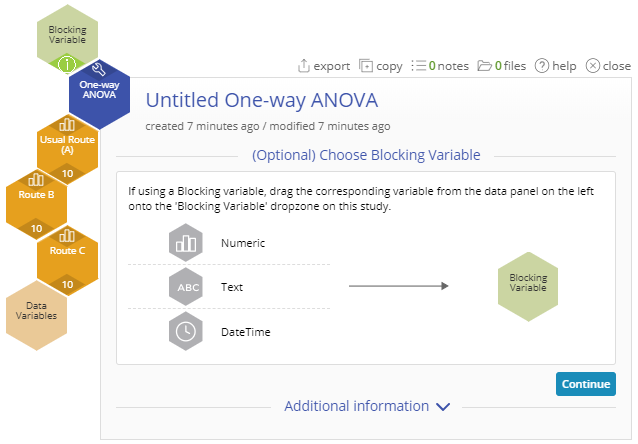 Blocking
Variable
One-way
ANOVA
Usual Route
(A)
10
Route B
10
Route C
10
Data
Variables
export copy 0 notes 0 files ? help close
Untitled One-way ANOVA
created 7 minutes ago / modified 7 minutes ago
(Optional) Choose Blocking Variable
If using a Blocking variable, drag the corresponding variable from the data panel on the left
onto the 'Blocking Variable' dropzone on this study.
Numeric
ABC Text
DateTime
Blocking
Variable
Continue
Additional information